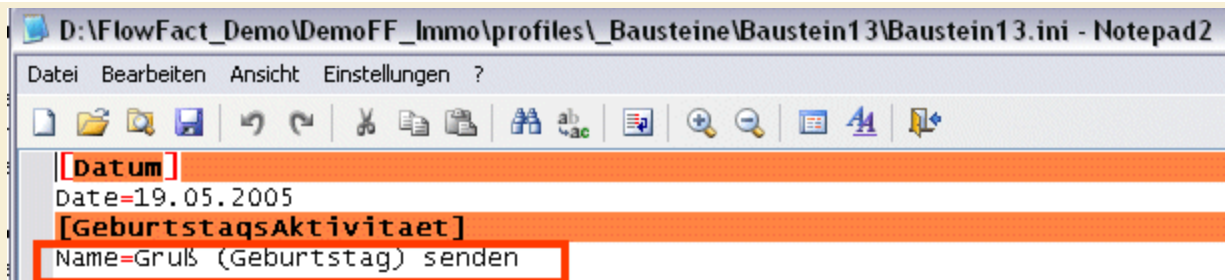 D:\FlowFact_Demo\DemoFF_Immo\profiles\_Bausteine\Baustein13\Baustein13.ini - Notepad2
Datei Bearbeiten Ansicht Einstellungen ?
[Datum]
Date=19.05.2005
[GeburtstagsAktivitaet]
Name=Gruß (Geburtstag) senden